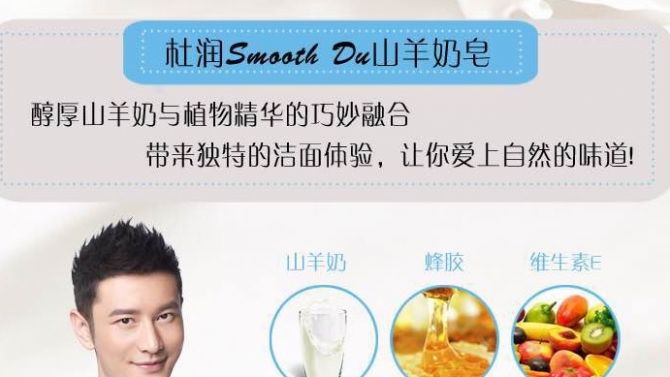 杜润Smooth Du山羊奶皂
醇厚山羊奶与植物精华的巧妙融合
带来独特的洁面体验，让你爱上自然的味道!
山羊奶 蜂胶 维生素E